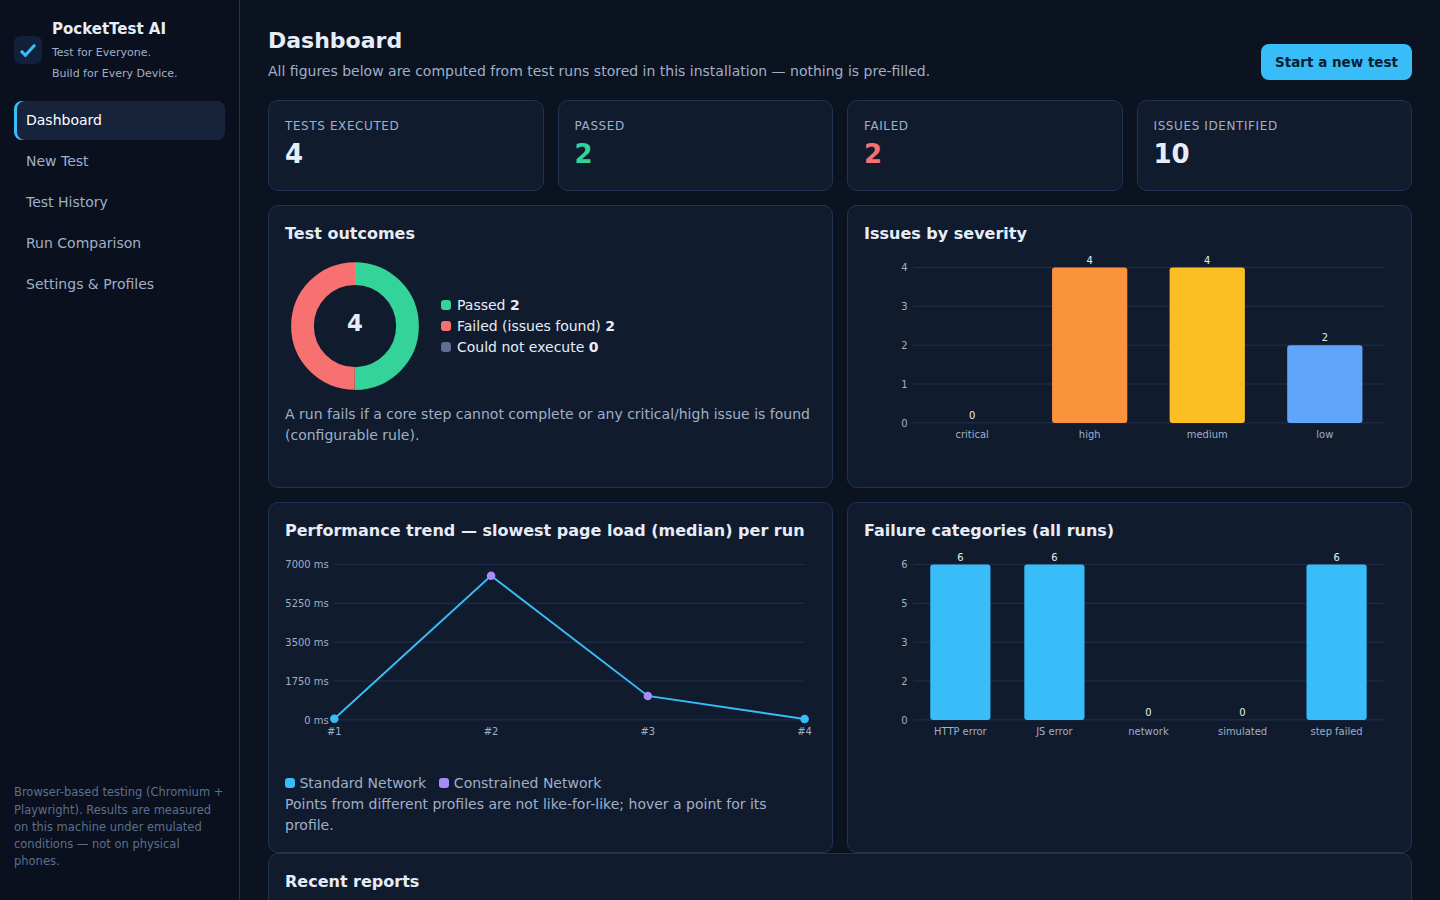 PocketTest AI
Test for Everyone.
Build for Every Device.
Dashboard
New Test
Test History
Run Comparison
Settings & Profiles
Browser-based testing (Chromium +
Playwright). Results are measured
on this machine under emulated
conditions — not on physical
phones.
Dashboard
All figures below are computed from test runs stored in this installation — nothing is pre-filled.
Start a new test
TESTS EXECUTED
4
PASSED
2
FAILED
2
ISSUES IDENTIFIED
10
Test outcomes
4
Passed 2
Failed (issues found) 2
Could not execute 0
A run fails if a core step cannot complete or any critical/high issue is found
(configurable rule).
Issues by severity
4
3
2
1
0
0
4
4
2
critical
high
medium
low
Performance trend — slowest page load (median) per run
7000 ms
5250 ms
3500 ms
1750 ms
0 ms
#1
#2
#3
#4
Standard Network
Constrained Network
Points from different profiles are not like-for-like; hover a point for its
profile.
Failure categories (all runs)
6
5
3
2
0
6
6
0
0
6
HTTP error
JS error
network
simulated
step failed
Recent reports